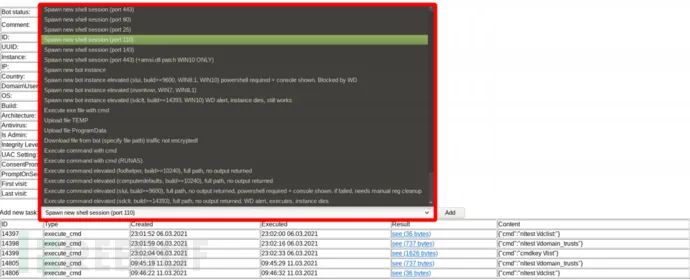 Bot status:
Comment:
ID:
UUID:
Instance:
IP:
Country:
DomainUser
OS:
Build:
Architecture:
Antivirus:
Is Admin:
Integrity Level
UAC Setting:
ConsentProm
PromptOnSe
First visit:
Last visit:
Spawn new shell session (port 443)
Spawn new shell session (port 80)
Spawn new shell session (port 25)
Spawn new shell session (port 110)
Spawn new shell session (port 143)
Spawn new shell session (port 443) (+amsi.dll patch WIN10 ONLY)
Spawn new bot instance
Spawn new bot instance elevated (slui, build>=9600, WIN8.1, WIN10) powershell required + console shown. Blocked by WD
Spawn new bot instance elevated (eventvwr, WIN7, WIN8.1)
Spawn new bot instance elevated (sdclt, build>=14393, WIN10) WD alert, instance dies, still works
Execute exe file with cmd
Upload file TEMP
Upload file ProgramData
Download file from bot (specify file path) traffic not encrypted!
Execute command with cmd
Execute command with cmd (RUNAS)
Execute command elevated (fodhelper, build>=10240), full path, no output returned
Execute command elevated (computerdefaults, build>=10240), full path, no output returned
Execute command elevated (slui, build>=9600), full path, no output returned, powershell required + console shown. if failed, needs manual reg cleanup
Execute command elevated (sdclt, build>=14393), full path, no output returned, WD alert, executes, instance dies
Add new task: Spawn new shell session (port 110) Add
ID Type Created Executed Result Content
14397 execute_cmd 23:01:52 06.03.2021 23:02:00 06.03.2021 see (36 bytes) {"cmd":"nltest \/dclist:"}
14398 execute_cmd 23:01:59 06.03.2021 23:02:16 06.03.2021 see (737 bytes) {"cmd":"nltest \/domain_trusts"}
14399 execute_cmd 23:02:04 06.03.2021 23:02:33 06.03.2021 see (1626 bytes) {"cmd":"cmdkey \/list"}
14805 execute_cmd 09:45:19 11.03.2021 09:45:28 11.03.2021 see (737 bytes) {"cmd":"nltest \/domain_trusts"}
14806 execute_cmd 09:46:22 11.03.2021 09:46:32 11.03.2021 see (36 bytes) {"cmd":"nltest \/dclist:"}